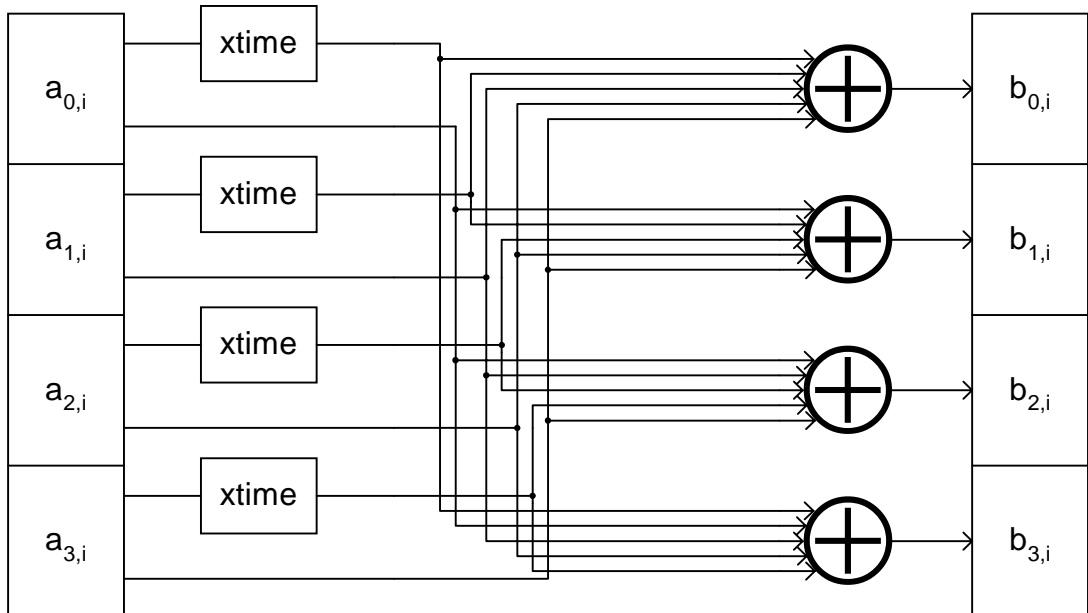 xtime
a0,i
b0,i
xtime
a1,i
b1,i
xtime
a2,i
b2,i
xtime
a3,i
b3,i